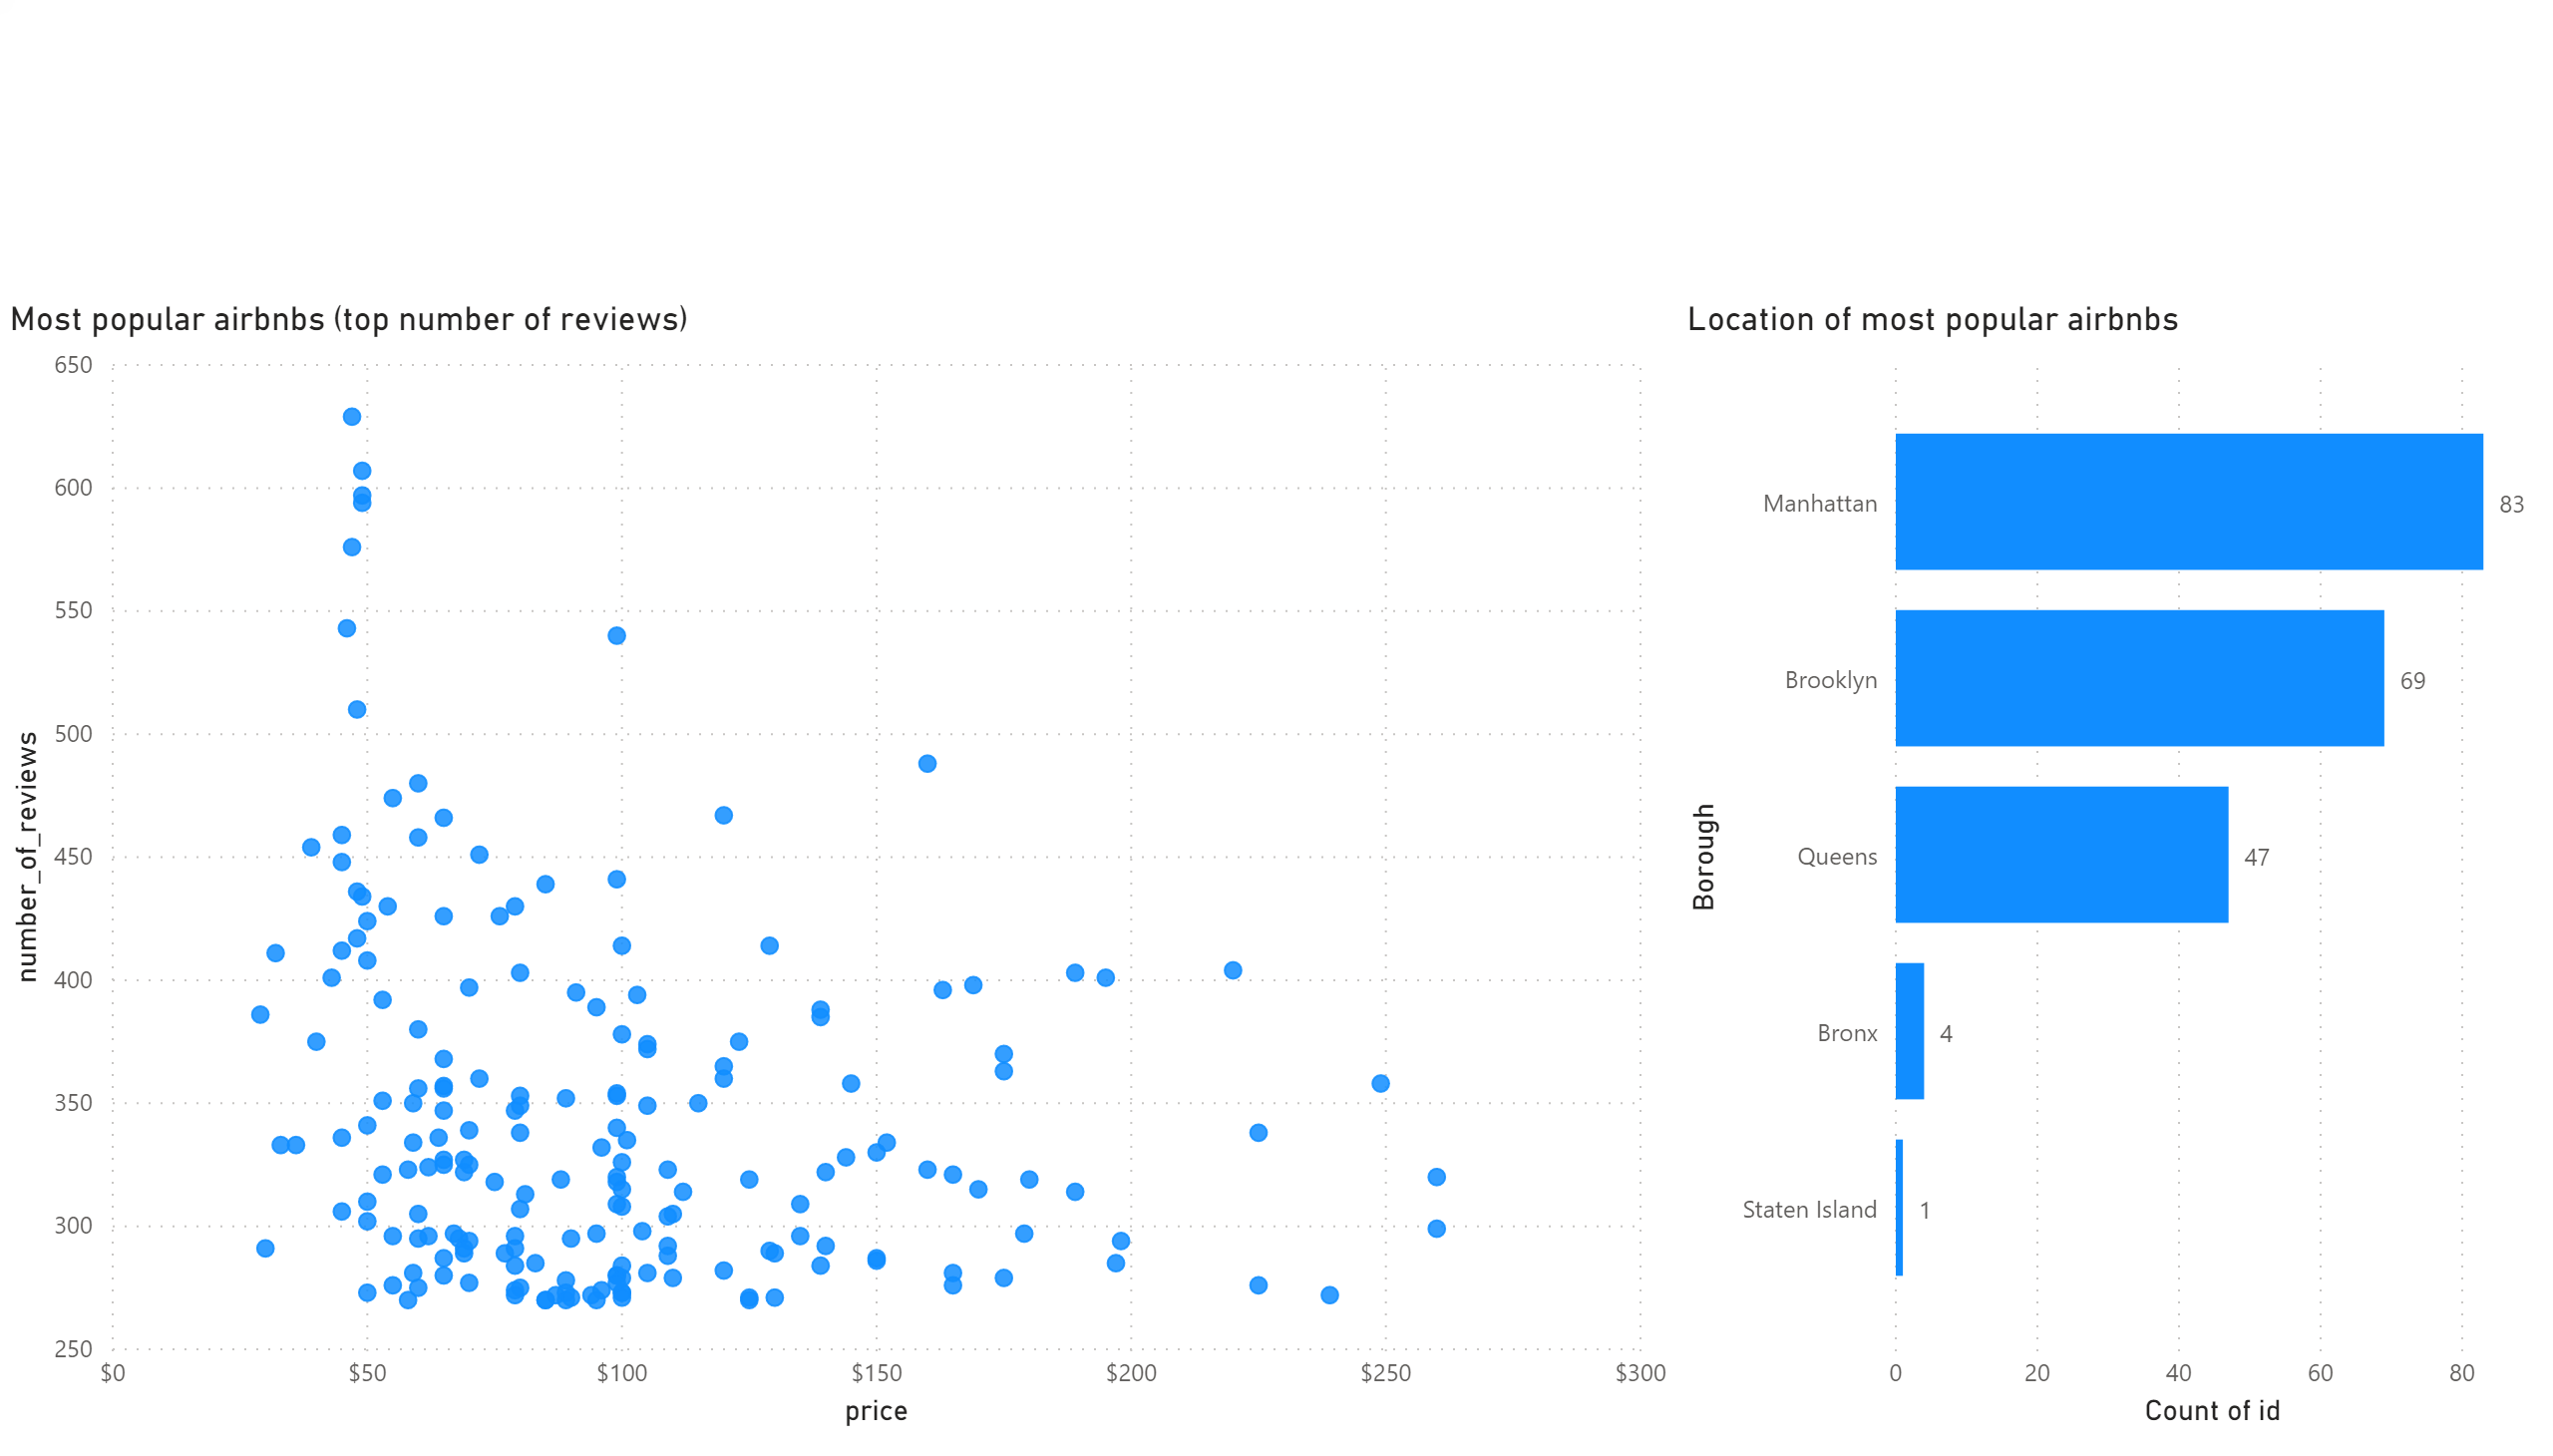 Most popular airbnbs (top number of reviews)
650
600
550
500
450
400
350
300
250
number_of_reviews
$0 $50 $100 $150 $200 $250 $300
price
Location of most popular airbnbs
Borough
Manhattan 83
Brooklyn 69
Queens 47
Bronx 4
Staten Island 1
0 20 40 60 80
Count of id